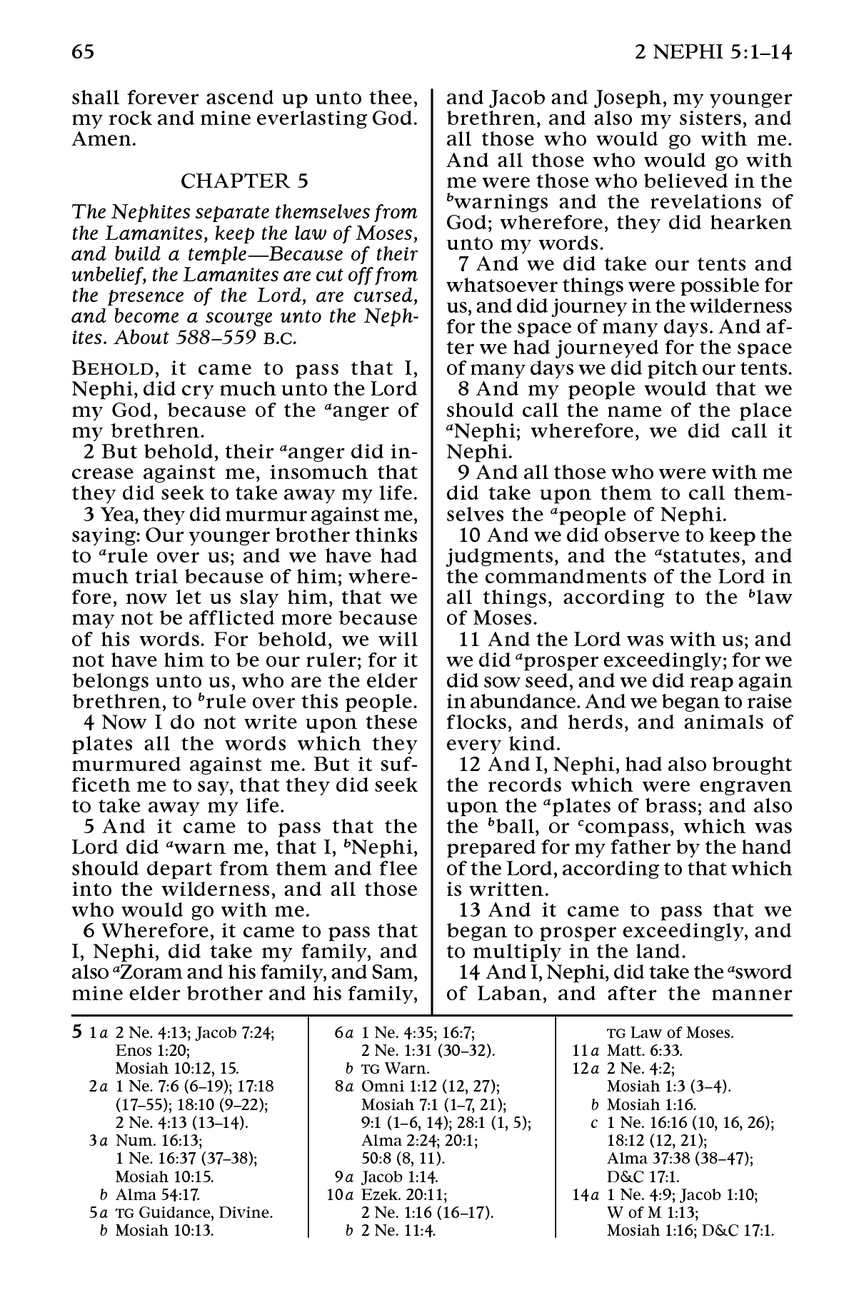 65
2 NEPHI 5:1–14
shall forever ascend up unto thee,
my rock and mine everlasting God.
Amen.
CHAPTER 5
The Nephites separate themselves from
the Lamanites, keep the law of Moses,
and build a temple—Because of their
unbelief, the Lamanites are cut off from
the presence of the Lord, are cursed,
and become a scourge unto the Neph-
ites. About 588–559 B.C.
BEHOLD, it came to pass that I,
Nephi, did cry much unto the Lord
my God, because of the aanger of
my brethren.
2 But behold, their aanger did in-
crease against me, insomuch that
they did seek to take away my life.
3 Yea, they did murmur against me,
saying: Our younger brother thinks
to arule over us; and we have had
much trial because of him; where-
fore, now let us slay him, that we
may not be afflicted more because
of his words. For behold, we will
not have him to be our ruler; for it
belongs unto us, who are the elder
brethren, to brule over this people.
4 Now I do not write upon these
plates all the words which they
murmured against me. But it suf-
ficeth me to say, that they did seek
to take away my life.
5 And it came to pass that the
Lord did awarn me, that I, bNephi,
should depart from them and flee
into the wilderness, and all those
who would go with me.
6 Wherefore, it came to pass that
I, Nephi, did take my family, and
also aZoram and his family, and Sam,
mine elder brother and his family,
and Jacob and Joseph, my younger
brethren, and also my sisters, and
all those who would go with me.
And all those who would go with
me were those who believed in the
bwarnings and the revelations of
God; wherefore, they did hearken
unto my words.
7 And we did take our tents and
whatsoever things were possible for
us, and did journey in the wilderness
for the space of many days. And af-
ter we had journeyed for the space
of many days we did pitch our tents.
8 And my people would that we
should call the name of the place
aNephi; wherefore, we did call it
Nephi.
9 And all those who were with me
did take upon them to call them-
selves the apeople of Nephi.
10 And we did observe to keep the
judgments, and the astatutes, and
the commandments of the Lord in
all things, according to the blaw
of Moses.
11 And the Lord was with us; and
we did aprosper exceedingly; for we
did sow seed, and we did reap again
in abundance. And we began to raise
flocks, and herds, and animals of
every kind.
12 And I, Nephi, had also brought
the records which were engraven
upon the aplates of brass; and also
the bball, or ccompass, which was
prepared for my father by the hand
of the Lord, according to that which
is written.
13 And it came to pass that we
began to prosper exceedingly, and
to multiply in the land.
14 And I, Nephi, did take the asword
of Laban, and after the manner
5 1a 2 Ne. 4:13; Jacob 7:24;
Enos 1:20;
Mosiah 10:12, 15.
2a 1 Ne. 7:6 (6–19); 17:18
(17–55); 18:10 (9–22);
2 Ne. 4:13 (13–14).
3a Num. 16:13;
1 Ne. 16:37 (37–38);
Mosiah 10:15.
b Alma 54:17.
5a TG Guidance, Divine.
b Mosiah 10:13.
6a 1 Ne. 4:35; 16:7;
2 Ne. 1:31 (30–32).
b TG Warn.
8a Omni 1:12 (12, 27);
Mosiah 7:1 (1–7, 21);
9:1 (1–6, 14); 28:1 (1, 5);
Alma 2:24; 20:1;
50:8 (8, 11).
9a Jacob 1:14.
10a Ezek. 20:11;
2 Ne. 1:16 (16–17).
b 2 Ne. 11:4.
TG Law of Moses.
11a Matt. 6:33.
12a 2 Ne. 4:2;
Mosiah 1:3 (3–4).
b Mosiah 1:16.
c 1 Ne. 16:16 (10, 16, 26);
18:12 (12, 21);
Alma 37:38 (38–47);
D&C 17:1.
14a 1 Ne. 4:9; Jacob 1:10;
W of M 1:13;
Mosiah 1:16; D&C 17:1.